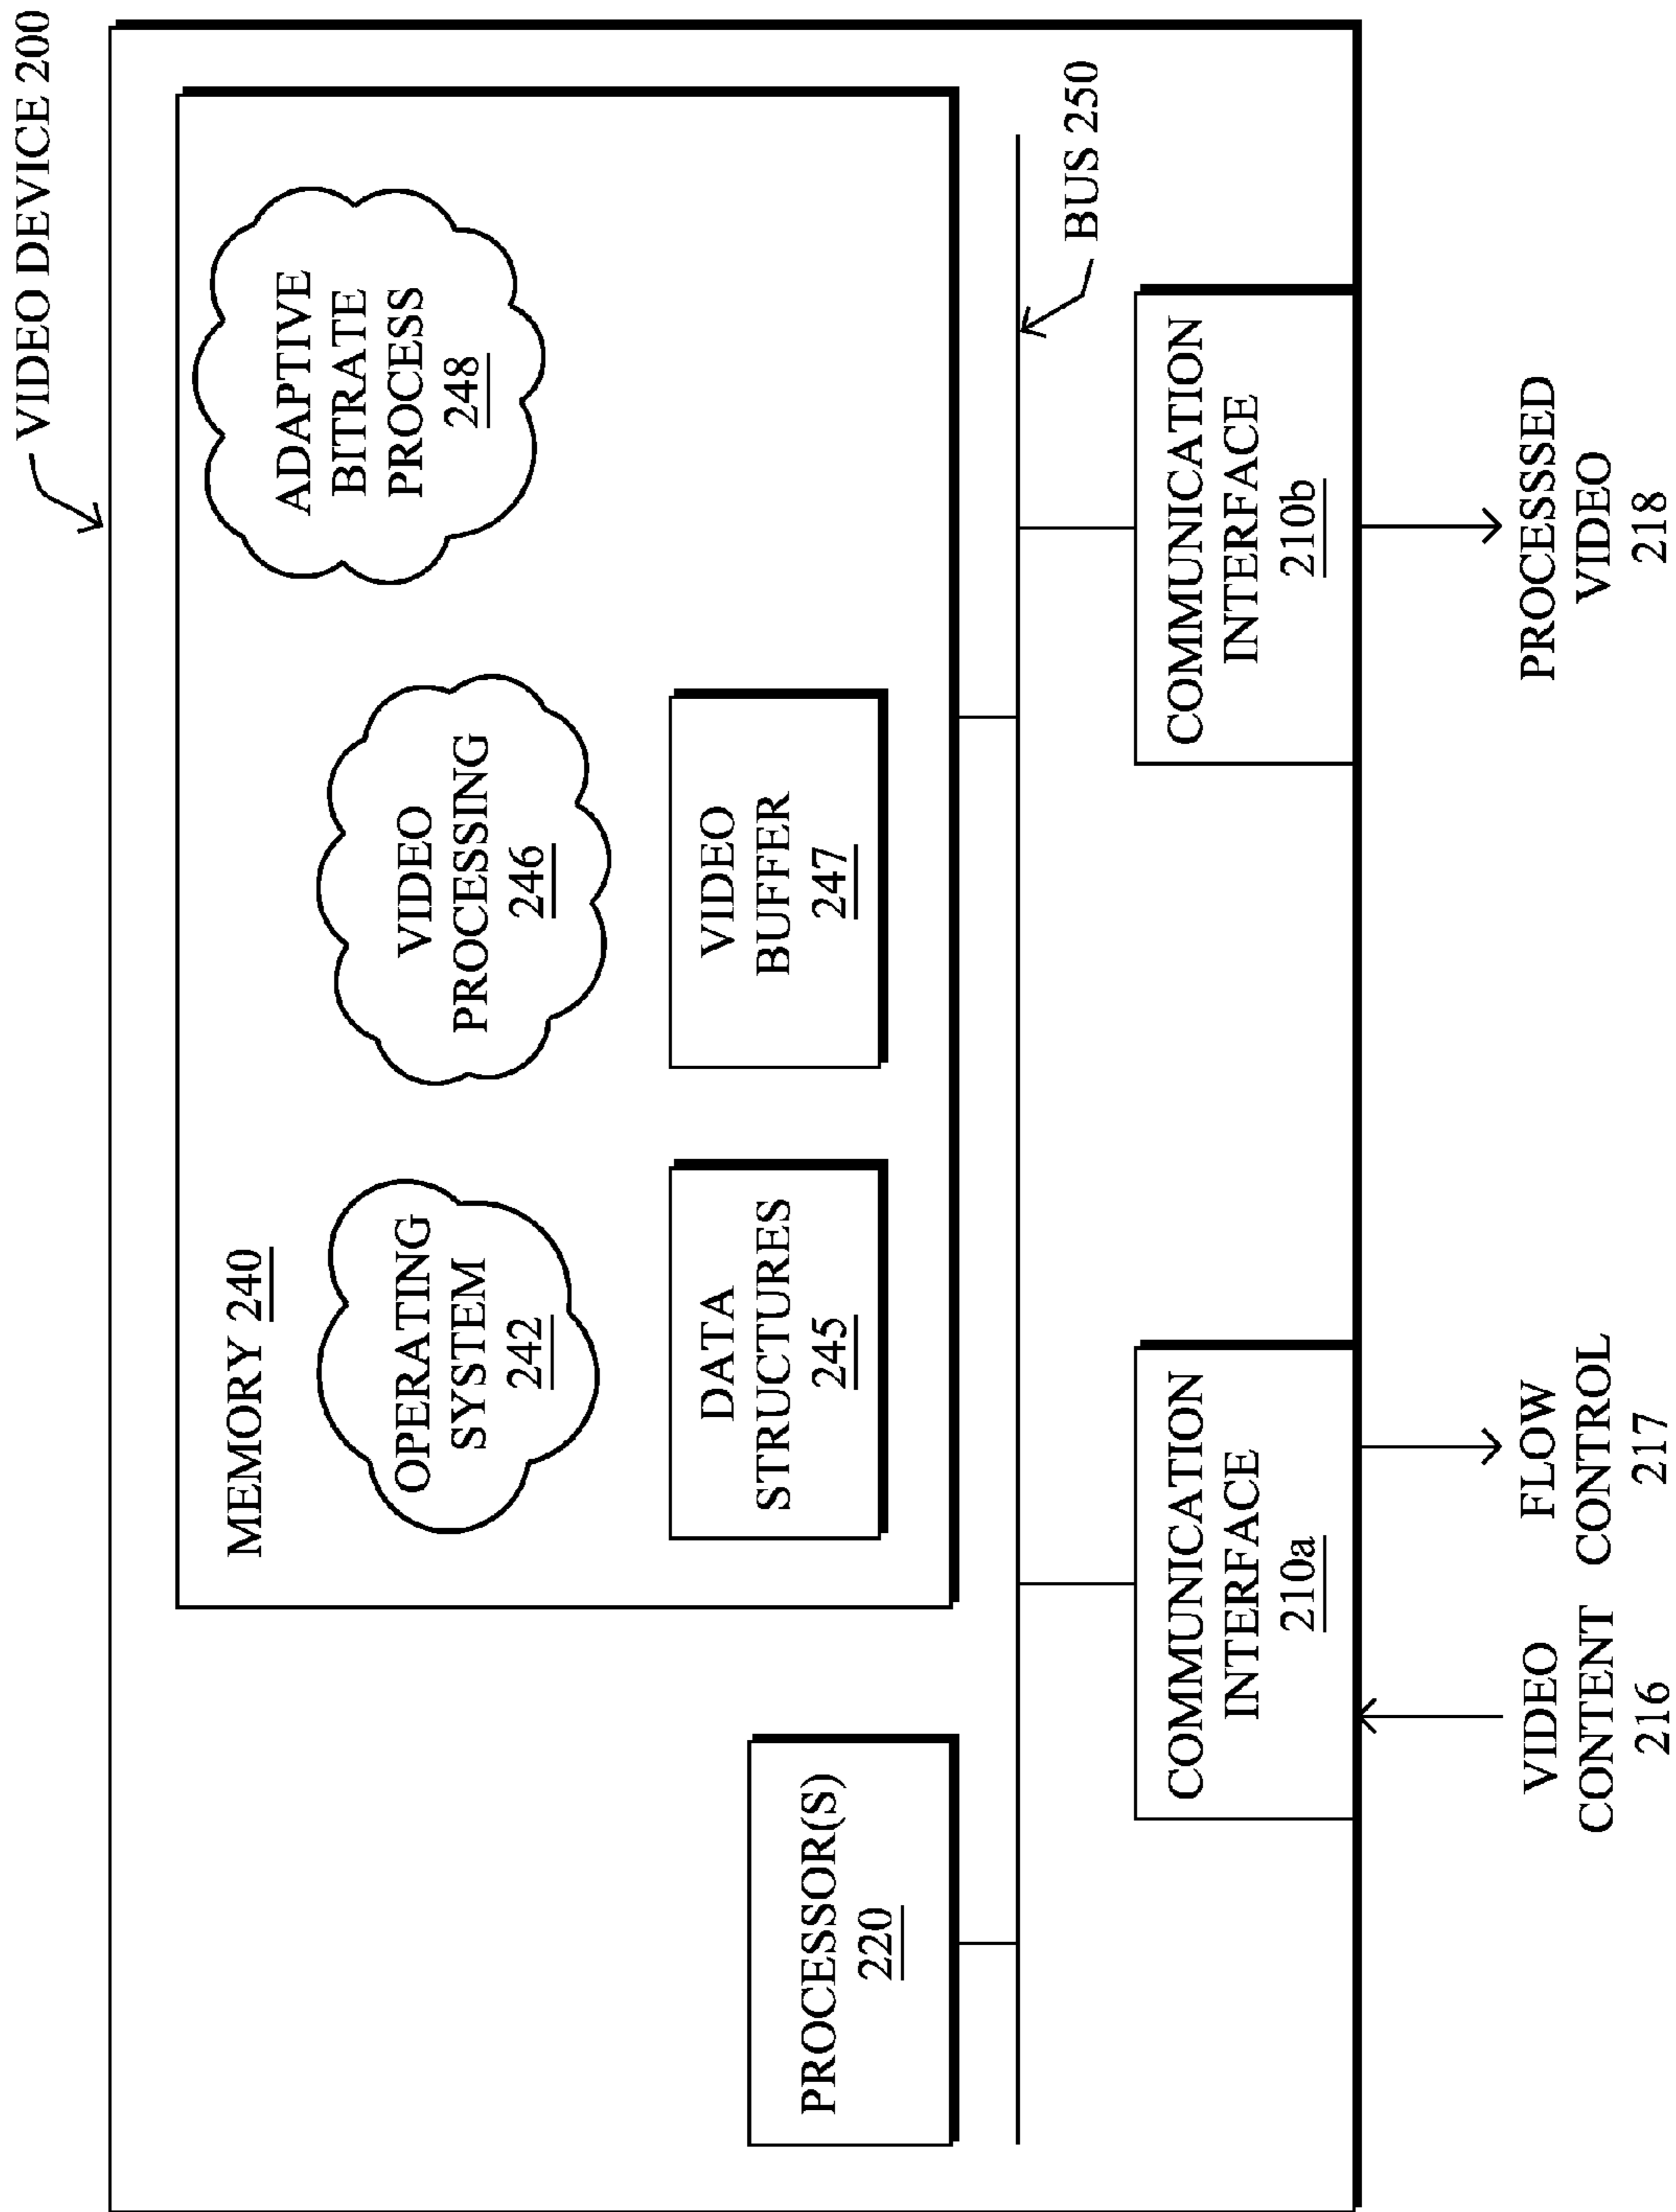 VIDEO DEVICE 200
MEMORY 240
OPERATING
SYSTEM
242
VIDEO
PROCESSING
246
ADAPTIVE
BITRATE
PROCESS
248
DATA
STRUCTURES
245
VIDEO
BUFFER
247
PROCESSOR(S)
220
BUS 250
COMMUNICATION
INTERFACE
210a
COMMUNICATION
INTERFACE
210b
VIDEO
CONTENT
216
FLOW
CONTROL
217
PROCESSED
VIDEO
218